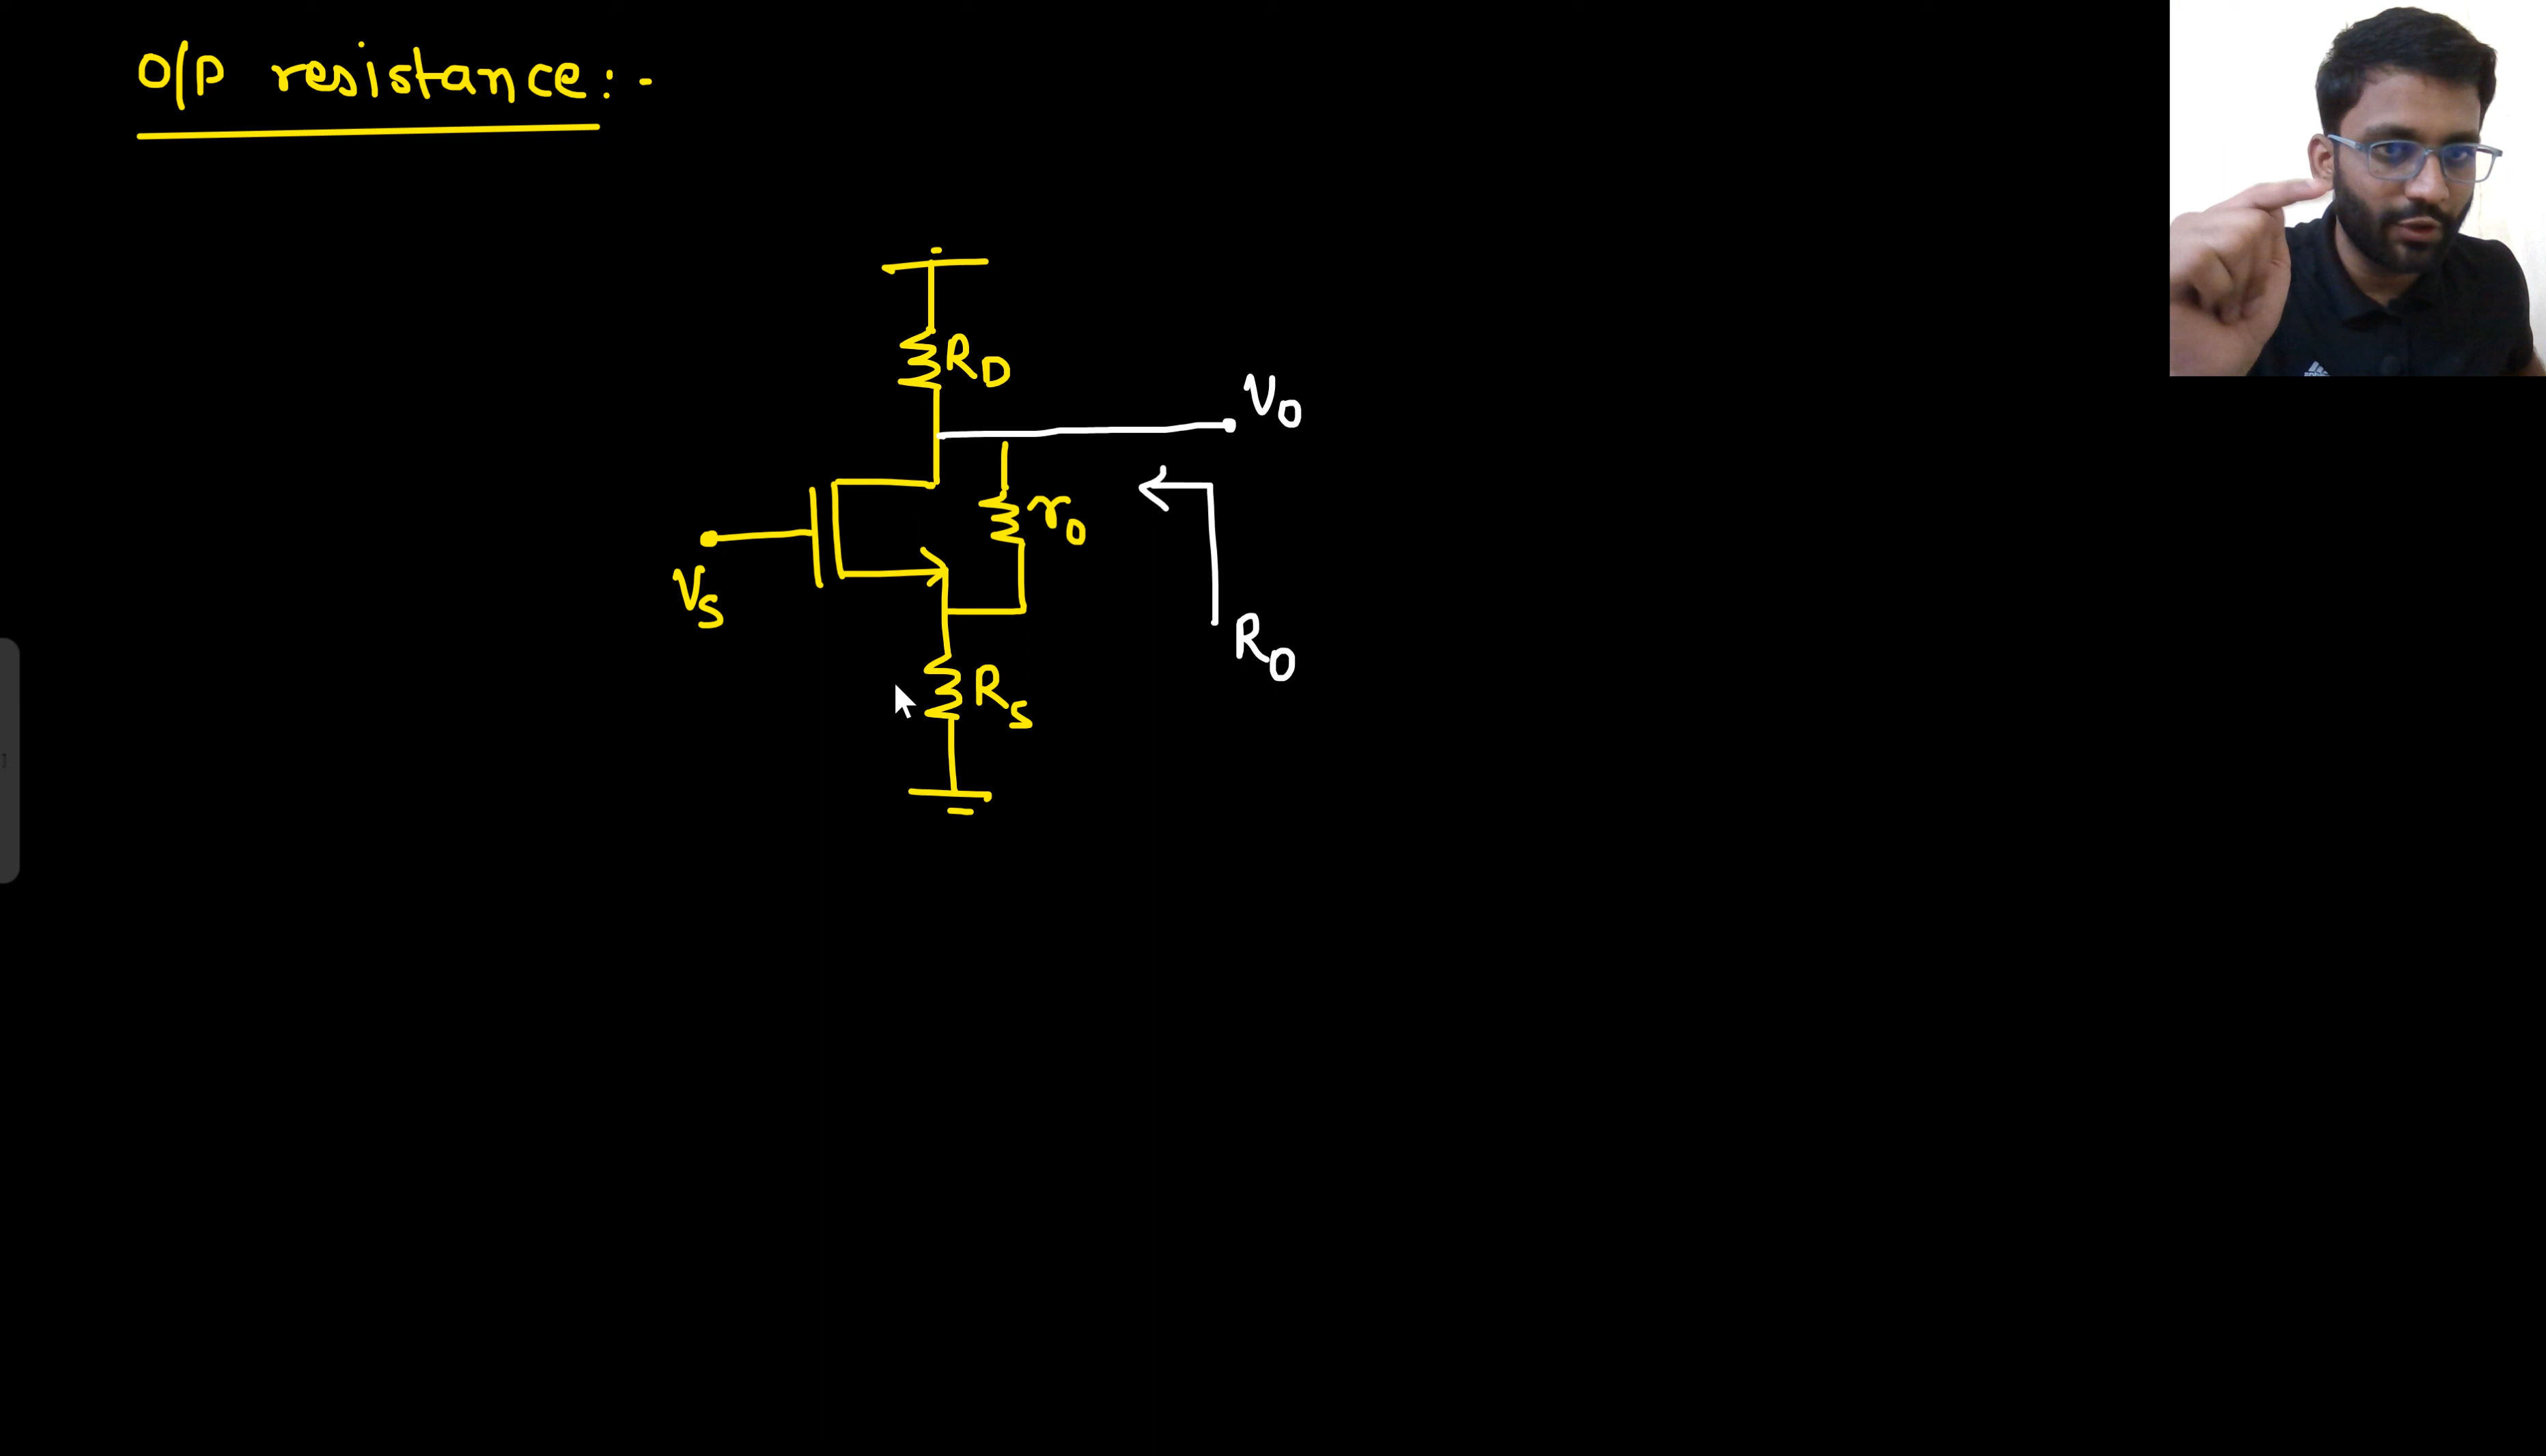 O/P resistance:-
R_D
V_O
r_o
V_S
R_O
R_S